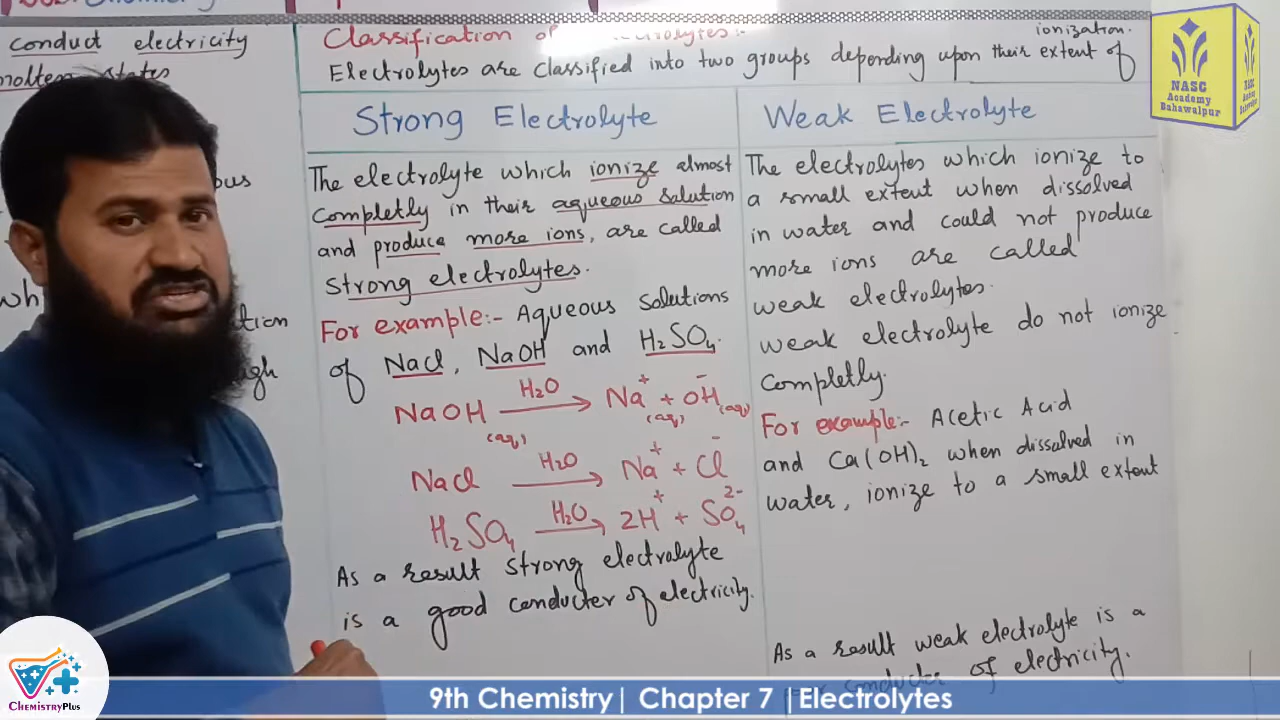 conduct electricity
molten states
Classification of
Electrolytes are classified into two groups depending upon their extent of
ionization.
Strong Electrolyte
The electrolyte which ionize almost
completly in their aqueous solution
and produce more ions, are called
strong electrolytes.
For example:- Aqueous solutions
of Nacl, NaOH and H₂SO₄.
NaOH (aq) H₂O → Na⁺ (aq) + OH⁻ (aq)
Nacl H₂O → Na⁺ + Cl⁻
H₂SO₄ H₂O → 2H⁺ + SO₄²⁻
As a result strong electrolyte
is a good conducter of electricity.
Weak Electrolyte
The electrolytes which ionize to
a small extent when dissolved
in water and could not produce
more ions are called
weak electrolytes.
weak electrolyte do not ionize
completly.
For example:- Acetic Acid
and Ca(OH)₂ when dissolved in
water, ionize to a small extent
As a result weak electrolyte is a
conducter of electricity.
NASC
Academy
Bahawalpur
ChemistryPlus
9th Chemistry| Chapter 7 |Electrolytes